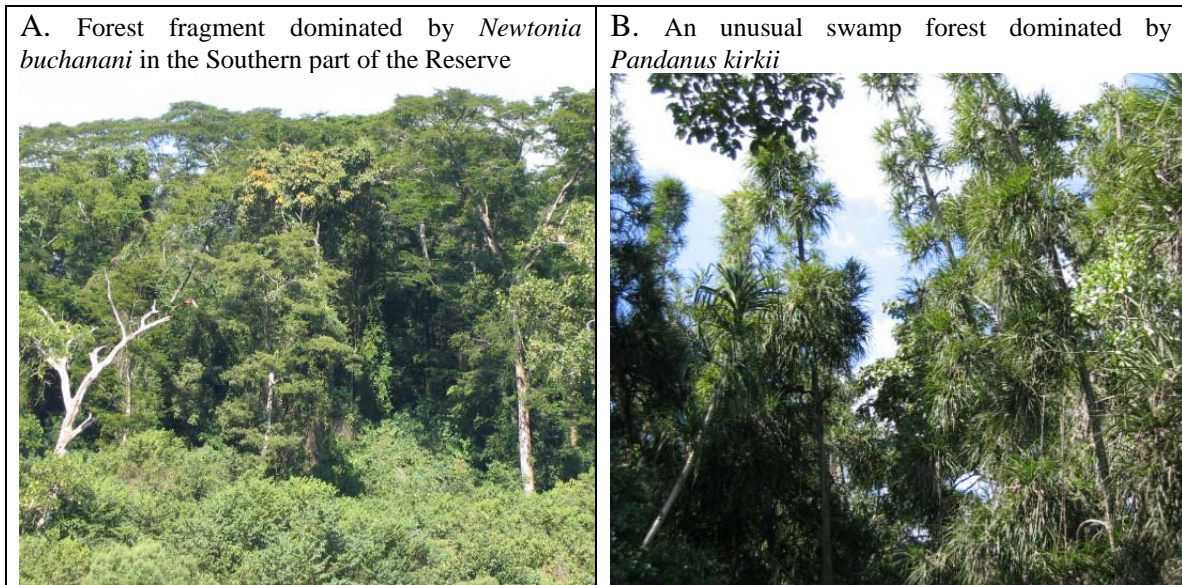 A. Forest fragment dominated by Newtonia
buchanani in the Southern part of the Reserve
B. An unusual swamp forest dominated by
Pandanus kirkii